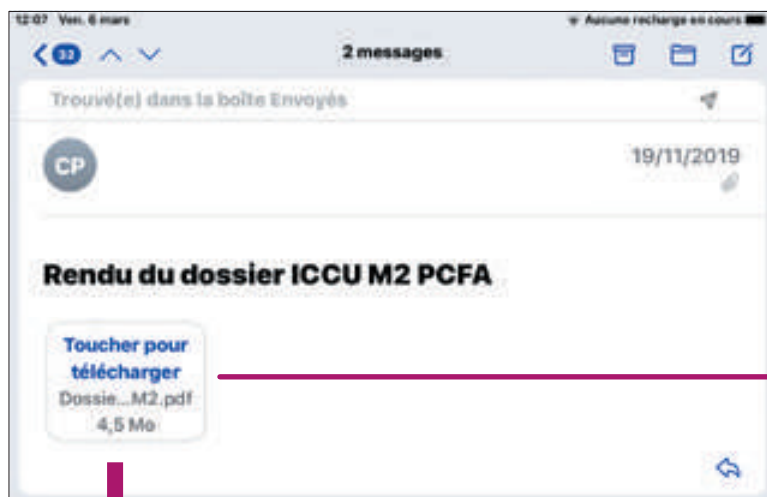 12:07 Ven. 6 mars
Aucune recharge en cours
32
2 messages
Trouvé(e) dans la boîte Envoyés
CP
19/11/2019
Rendu du dossier ICCU M2 PCFA
Toucher pour
télécharger
Dossie...M2.pdf
4,5 Mo